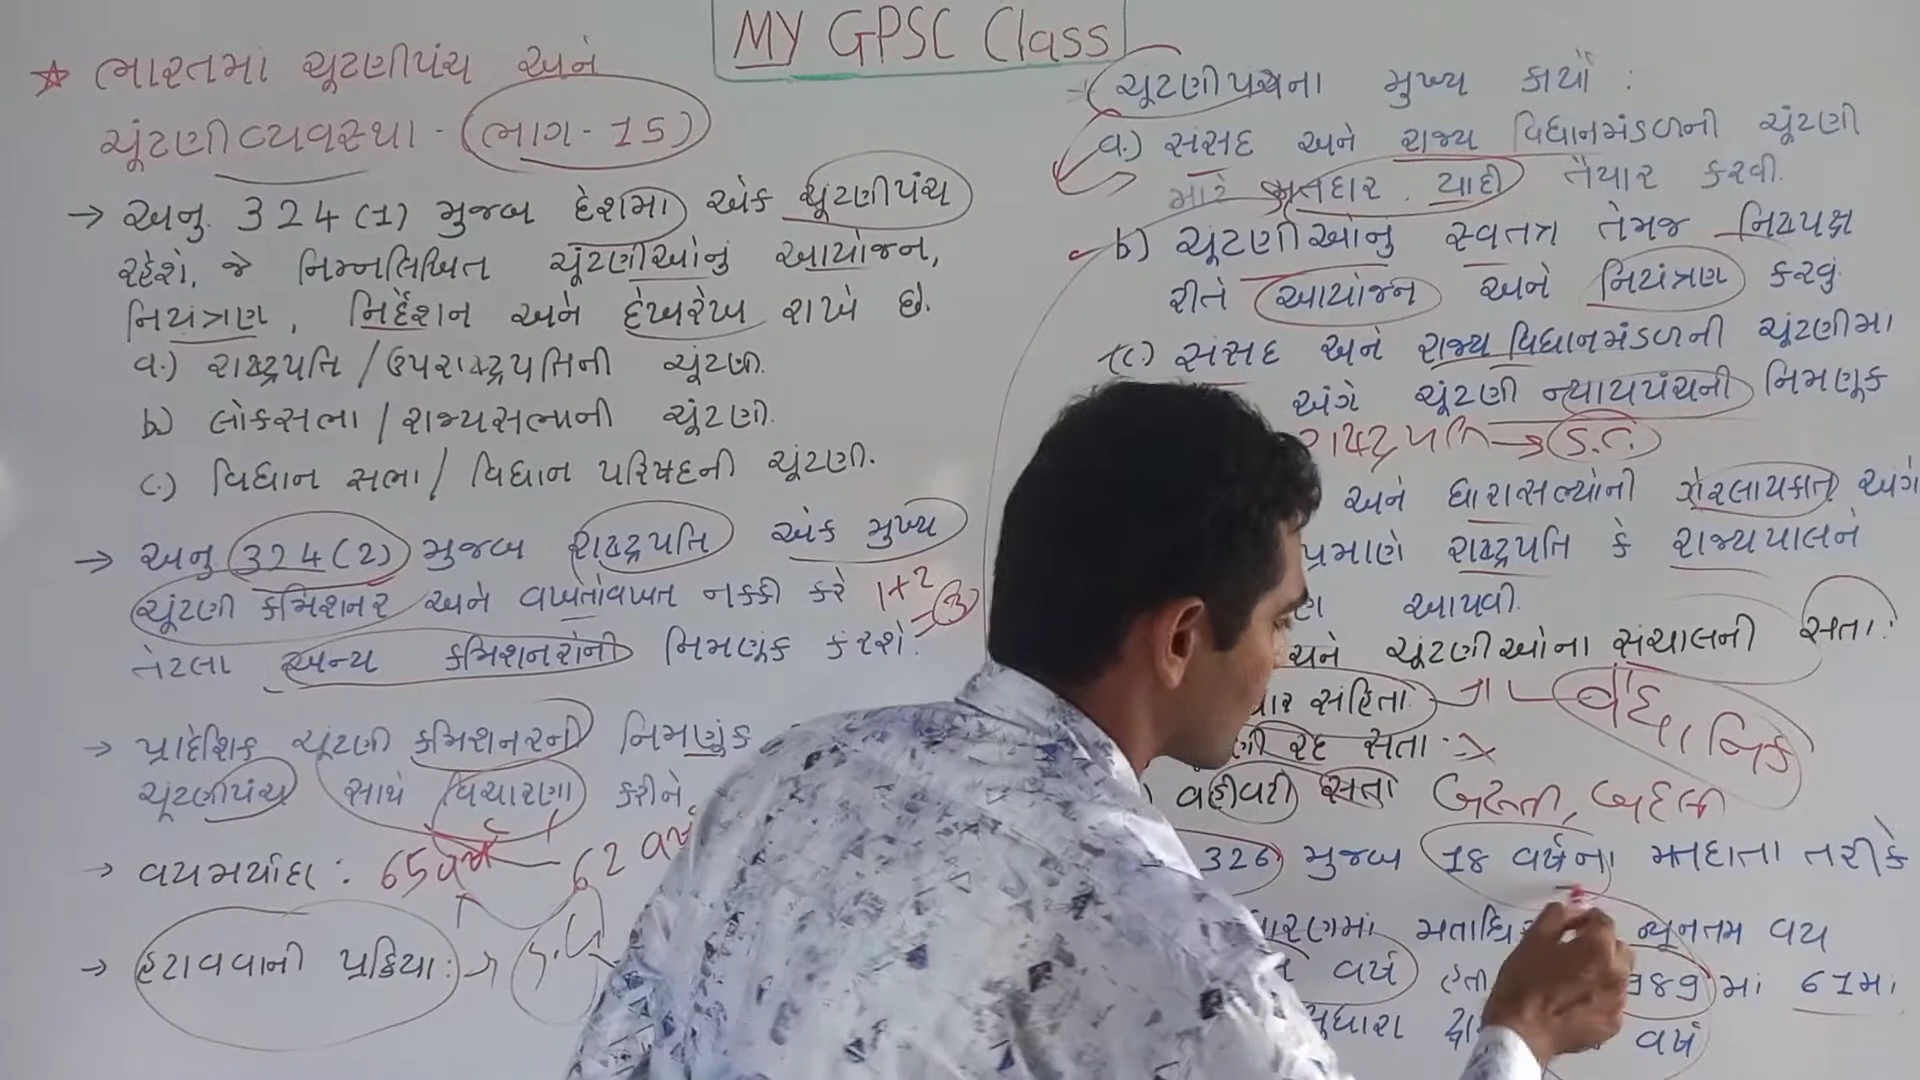 MY GPSC Class
☆ ભારતમાં ચૂંટણીપંચ અને
ચૂંટણી વ્યવસ્થા - (ભાગ - 15)
→ અનુ. 324(1) મુજબ દેશમાં એક ચૂંટણીપંચ
રહેશે, જે નિમ્નલિખિત ચૂંટણીઓનું આયોજન,
નિયંત્રણ, નિર્દેશન અને દેખરેખ રાખે છે.
a.) રાષ્ટ્રપતિ / ઉપરાષ્ટ્રપતિની ચૂંટણી.
b) લોકસભા / રાજ્યસભાની ચૂંટણી.
c.) વિધાન સભા / વિધાન પરિષદની ચૂંટણી.
→ અનુ 324(2) મુજબ રાષ્ટ્રપતિ એક મુખ્ય
ચૂંટણી કમિશનર અને વખતોવખત નક્કી કરે 1+2
તેટલા અન્ય કમિશનરોની નિમણૂંક કરશે. = 3
→ પ્રાદેશિક ચૂંટણી કમિશનરની નિમણુંક
ચૂંટણીપંચ સાથે વિચારણા કરીને
→ વયમર્યાદા : 65 વર્ષ 62 વર્ષ
→ હટાવવાની પ્રક્રિયા : →
ચૂંટણીપંચના મુખ્ય કાર્યો :
a.) સંસદ અને રાજ્ય વિધાનમંડળની ચૂંટણી
માટે મતદાર યાદી તૈયાર કરવી.
b) ચૂંટણીઓનું સ્વતંત્ર તેમજ નિષ્પક્ષ
રીતે આયોજન અને નિયંત્રણ કરવું
c.) સંસદ અને રાજ્ય વિધાનમંડળની ચૂંટણીમાં
અંગે ચૂંટણી ન્યાયપંચની નિમણૂક
રાષ્ટ્રપતિ →
અને ધારાસભ્યોની ગેરલાયકાત અંગે
પ્રમાણે રાષ્ટ્રપતિ કે રાજ્યપાલને
આપવી.
ચૂંટણીઓના સંચાલનની સતા :
સંહિતા વૈધાનિક
રદ સતા
વહીવટી સતા બઢતી, બદલી
326 મુજબ 18 વર્ષના મતદાતા તરીકે
ન્યૂનતમ વય
વર્ષ હતી માં 61માં
સુધારા વર્ષ